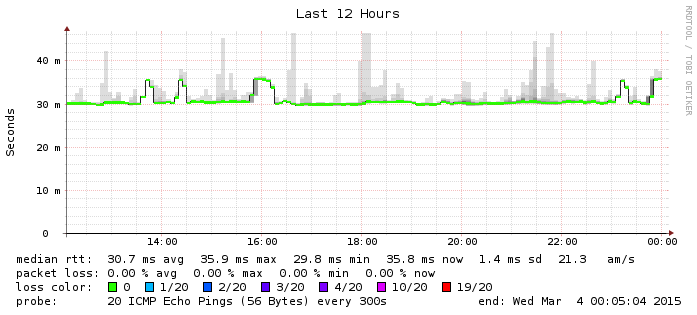 Last 12 Hours
RRDTOOL / TOBI OETIKER
Seconds
40 m
30 m
20 m
10 m
0
14:00 16:00 18:00 20:00 22:00 00:00
median rtt: 30.7 ms avg 35.9 ms max 29.8 ms min 35.8 ms now 1.4 ms sd 21.3 am/s
packet loss: 0.00 % avg 0.00 % max 0.00 % min 0.00 % now
loss color: 0 1/20 2/20 3/20 4/20 10/20 19/20
probe: 20 ICMP Echo Pings (56 Bytes) every 300s end: Wed Mar 4 00:05:04 2015